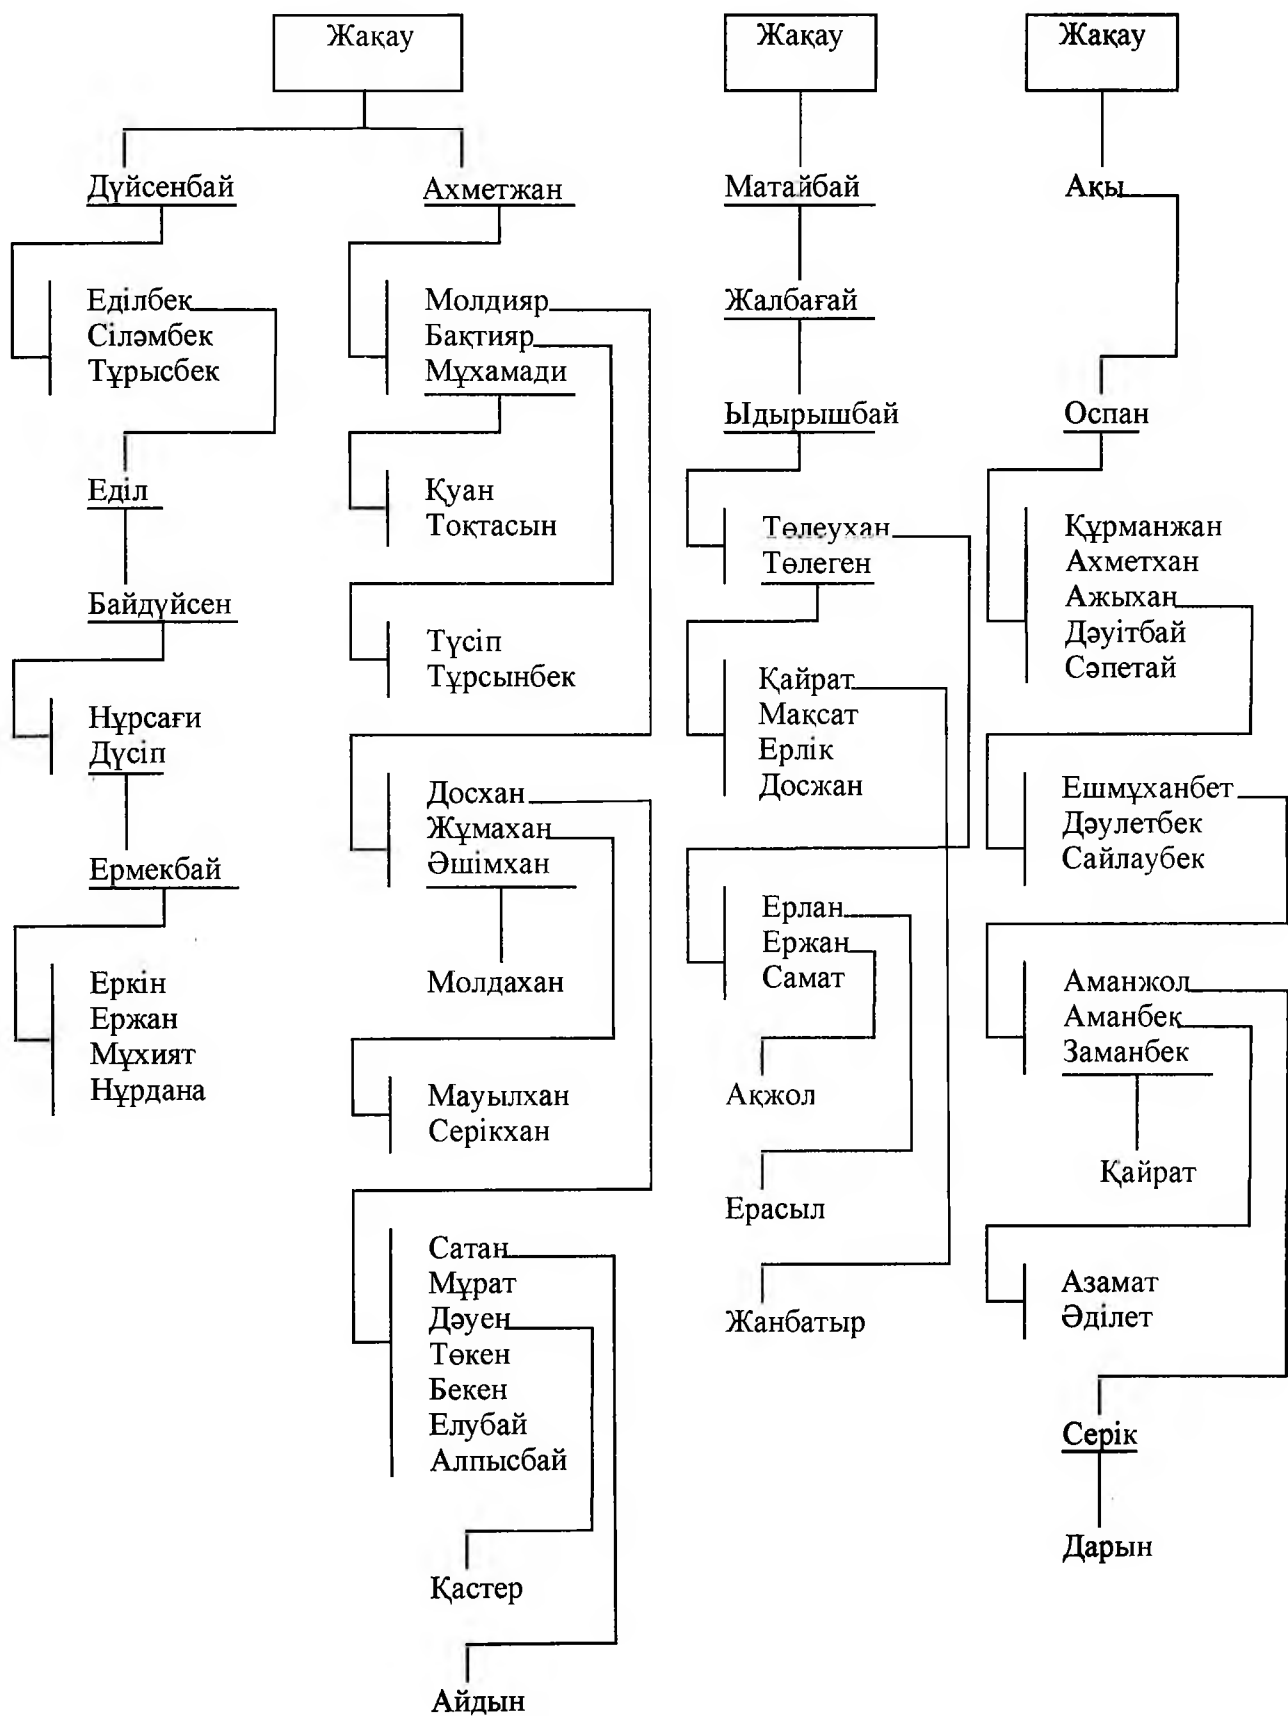 Жақау
Дүйсенбай
Еділбек
Сіләмбек
Тұрысбек
Еділ
Байдүйсен
Нұрсағи
Дүсіп
Ермекбай
Еркін
Ержан
Мұхият
Нұрдана
Ахметжан
Молдияр
Бақтияр
Мұхамади
Қуан
Тоқтасын
Түсіп
Тұрсынбек
Досхан
Жұмахан
Әшімхан
Молдахан
Мауылхан
Серікхан
Сатан
Мұрат
Дәуен
Төкен
Бекен
Елубай
Алпысбай
Қастер
Айдын
Жақау
Матайбай
Жалбағай
Ыдырышбай
Төлеухан
Төлеген
Қайрат
Мақсат
Ерлік
Досжан
Ерлан
Ержан
Самат
Ақжол
Ерасыл
Жанбатыр
Жақау
Ақы
Оспан
Құрманжан
Ахметхан
Ажыхан
Дәуітбай
Сәпетай
Ешмұханбет
Дәулетбек
Сайлаубек
Аманжол
Аманбек
Заманбек
Қайрат
Азамат
Әділет
Серік
Дарын